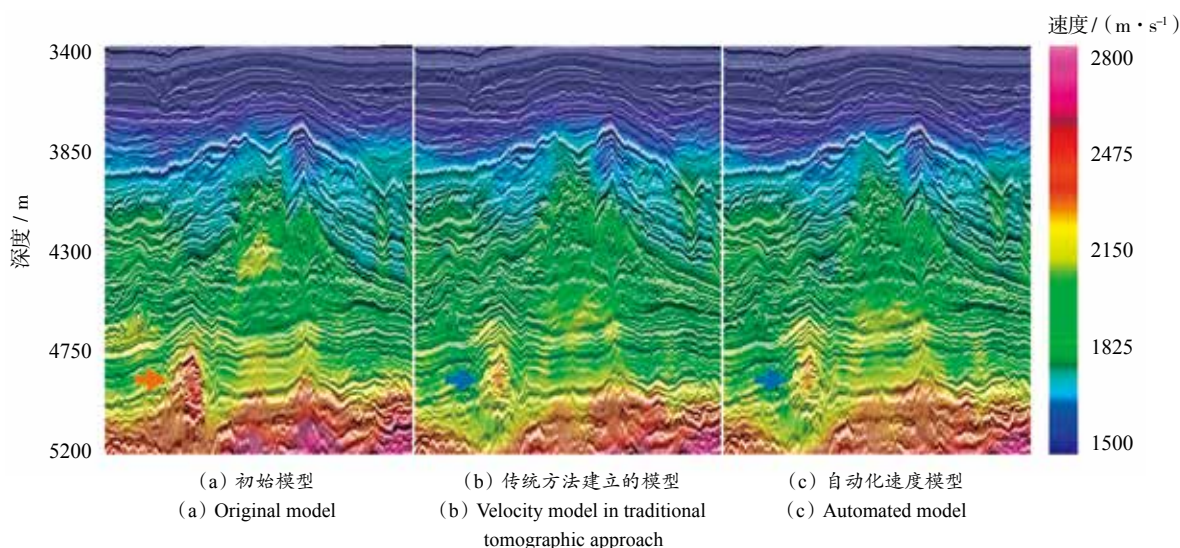 速度 /（m · s⁻¹）
3400
3850
4300
4750
5200
深度 / m
2800
2475
2150
1825
1500
（a）初始模型
（a）Original model
（b）传统方法建立的模型
（b）Velocity model in traditional
tomographic approach
（c）自动化速度模型
（c）Automated model